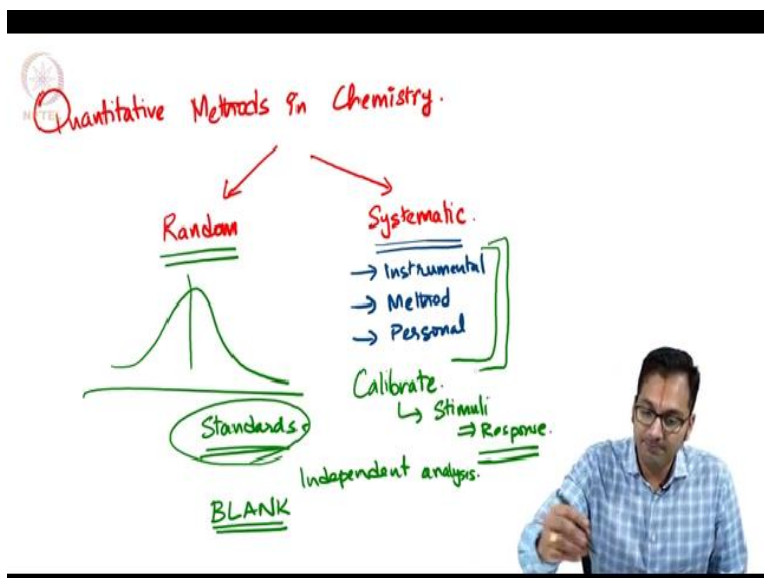 Quantitative Methods in Chemistry.
Random
Systematic.
→ Instrumental
→ Method
→ Personal
Calibrate.
↳ Stimuli
⇒ Response.
Standards.
Independent analysis.
BLANK